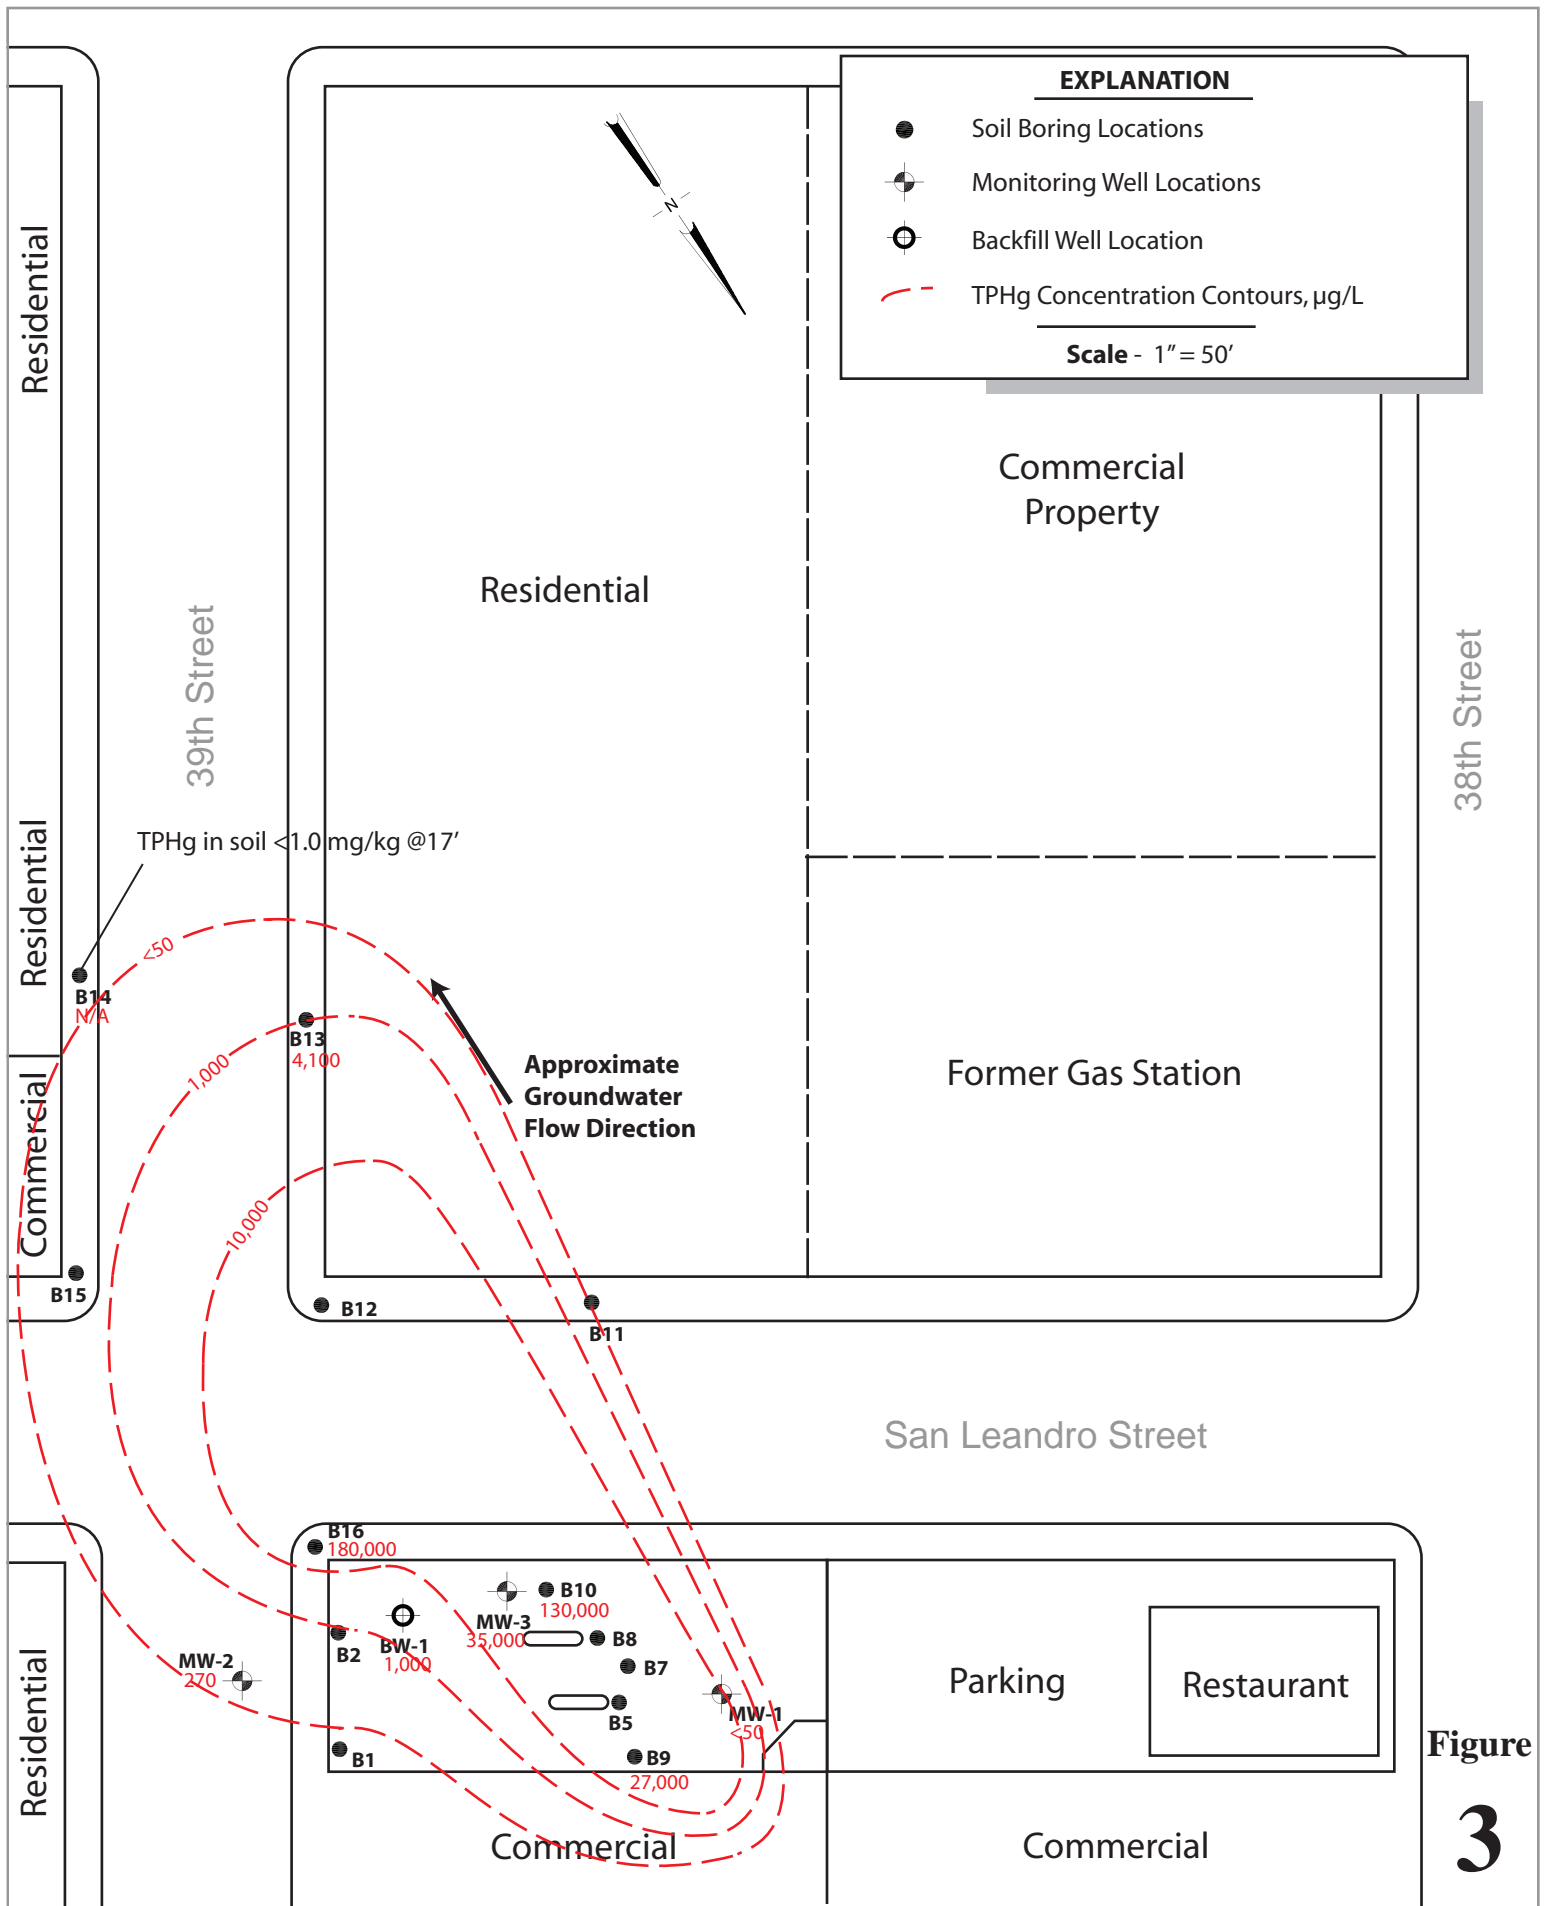 EXPLANATION
Soil Boring Locations
Monitoring Well Locations
Backfill Well Location
TPHg Concentration Contours, µg/L
Scale - 1" = 50'
N
Residential
Commercial
Property
Residential
39th Street
38th Street
TPHg in soil <1.0 mg/kg @17'
Residential
<50
B14
N/A
B13
4,100
1,000
Approximate
Groundwater
Flow Direction
Former Gas Station
Commercial
10,000
B15
B12
B11
San Leandro Street
B16
180,000
B10
130,000
MW-3
35,000
B8
B2
BW-1
1,000
MW-2
270
B7
Parking
Restaurant
B5
MW-1
<50
B1
B9
27,000
Residential
Commercial
Commercial
Figure
3